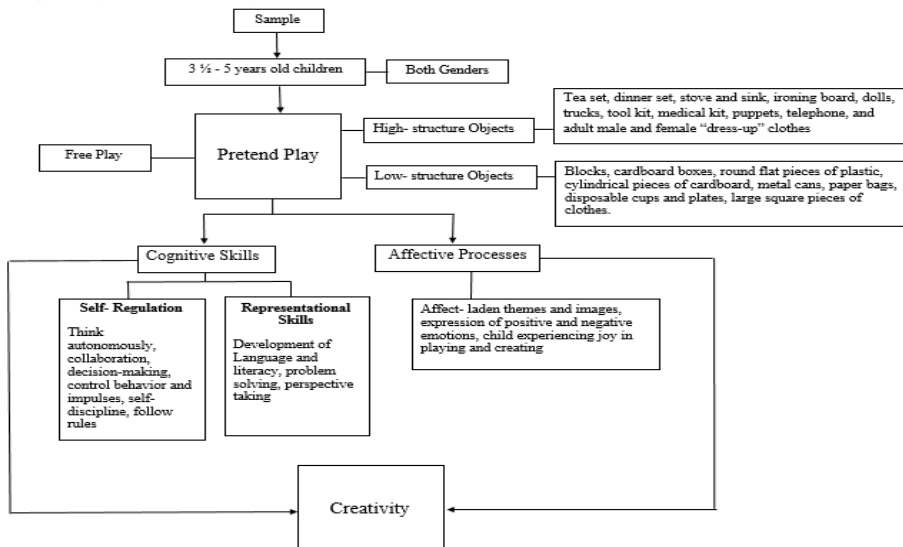 Sample
3 ½ - 5 years old children
Both Genders
Tea set, dinner set, stove and sink, ironing board, dolls,
trucks, tool kit, medical kit, puppets, telephone, and
adult male and female “dress-up” clothes
High- structure Objects
Free Play
Pretend Play
Low- structure Objects
Blocks, cardboard boxes, round flat pieces of plastic,
cylindrical pieces of cardboard, metal cans, paper bags,
disposable cups and plates, large square pieces of
clothes.
Cognitive Skills
Affective Processes
Self- Regulation
Think
autonomously,
collaboration,
decision-making,
control behavior and
impulses, self-
discipline, follow
rules
Representational
Skills
Development of
Language and
literacy, problem
solving, perspective
taking
Affect- laden themes and images,
expression of positive and negative
emotions, child experiencing joy in
playing and creating
Creativity